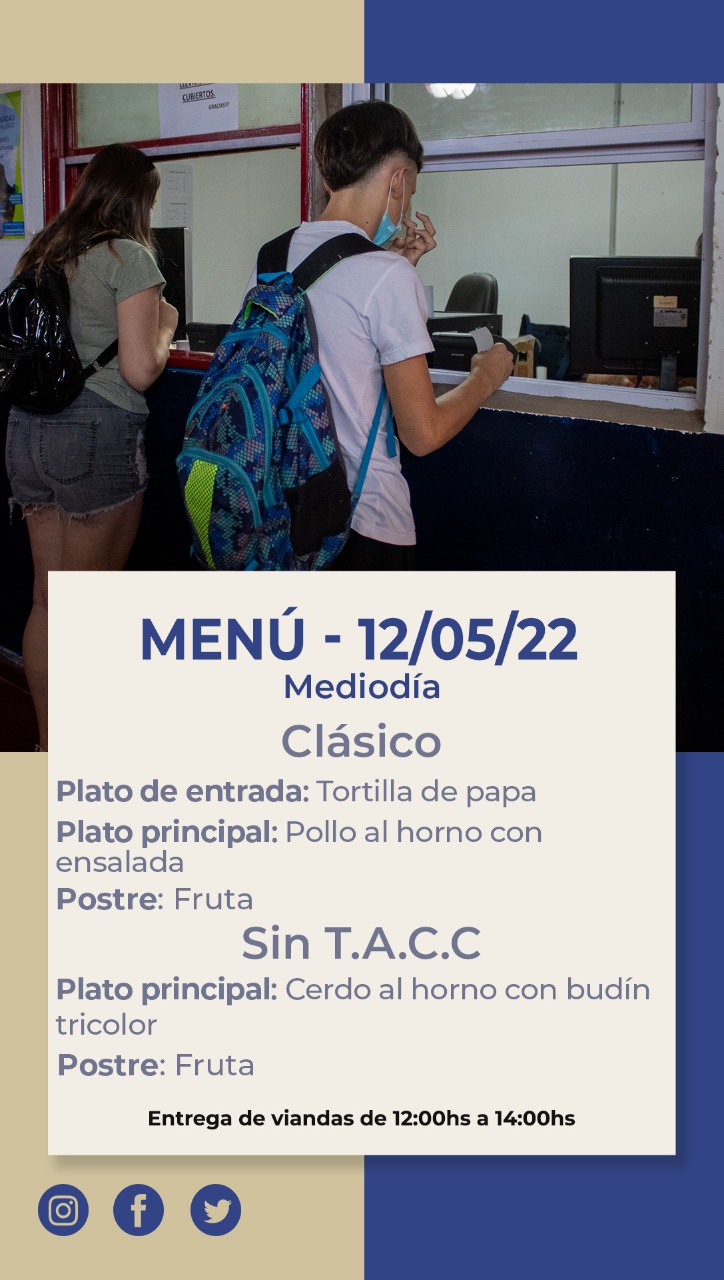 CUBIERTOS.
GRACIAS!!!
MENÚ - 12/05/22
Mediodía
Clásico
Plato de entrada: Tortilla de papa
Plato principal: Pollo al horno con
ensalada
Postre: Fruta
Sin T.A.C.C
Plato principal: Cerdo al horno con budín
tricolor
Postre: Fruta
Entrega de viandas de 12:00hs a 14:00hs